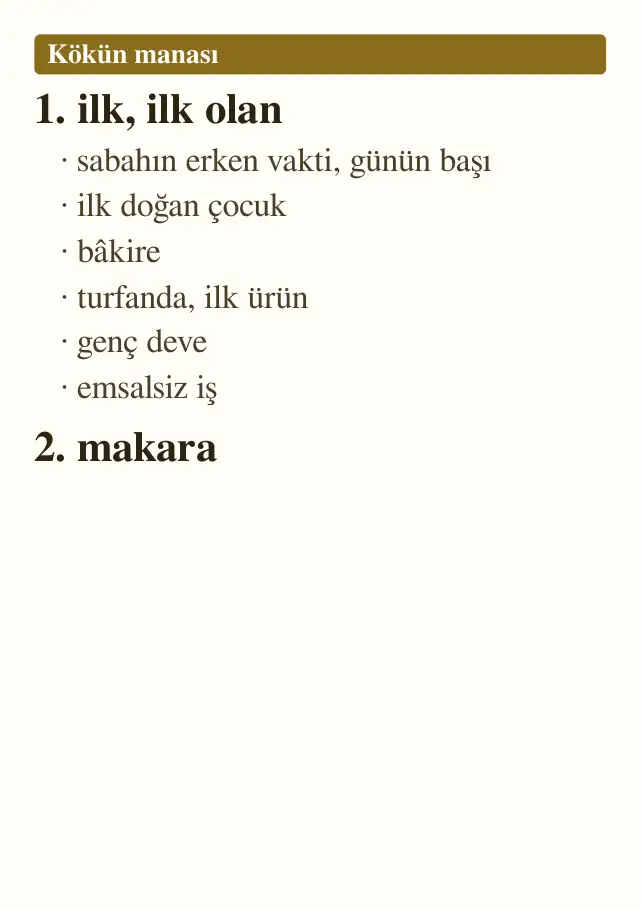 Kökün manası
1. ilk, ilk olan
· sabahın erken vakti, günün başı
· ilk doğan çocuk
· bâkire
· turfanda, ilk ürün
· genç deve
· emsalsiz iş
2. makara